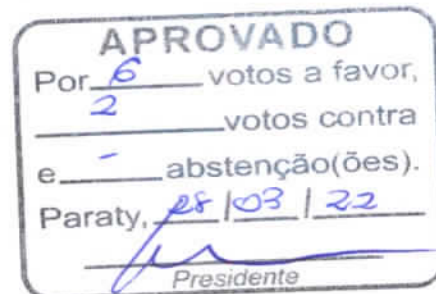 APROVADO
Por 6 votos a favor,
2 votos contra
e - abstenção(ões).
Paraty, 28 / 03 / 22
Presidente